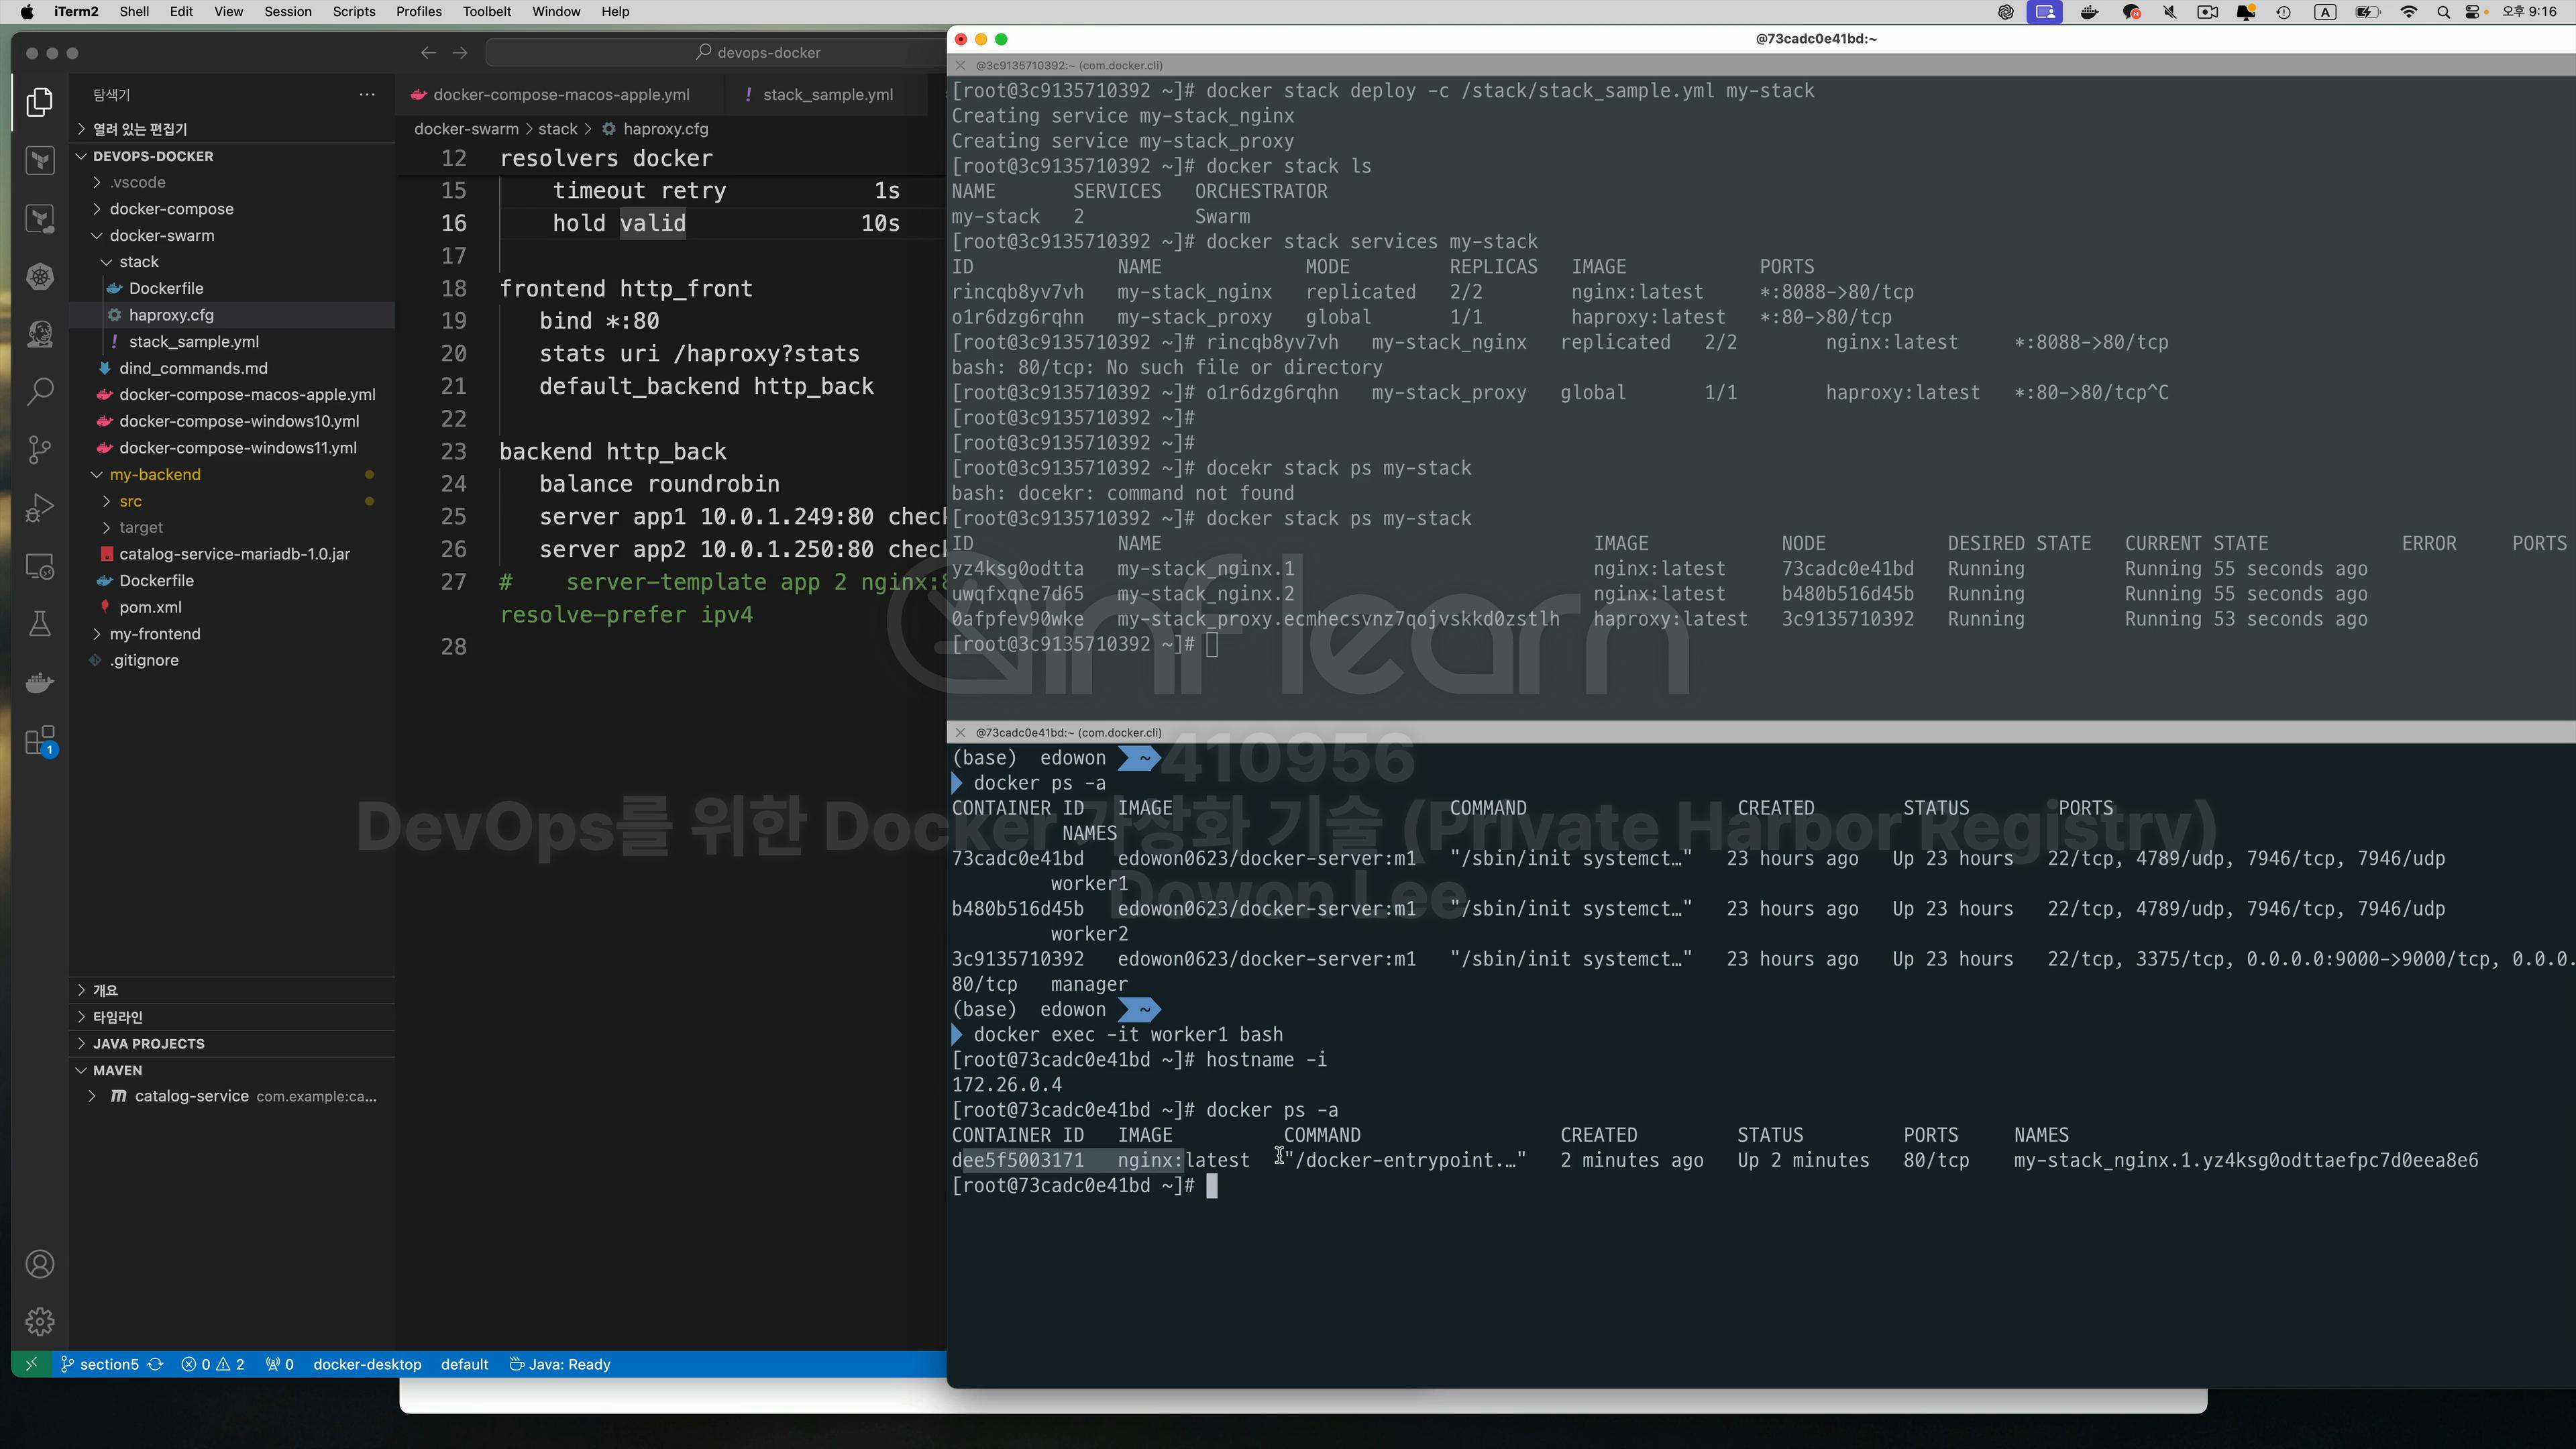 iTerm2 Shell Edit View Session Scripts Profiles Toolbelt Window Help
A 오후 9:16
devops-docker
탐색기 ...
열려 있는 편집기
DEVOPS-DOCKER
.vscode
docker-compose
docker-swarm
stack
Dockerfile
haproxy.cfg
! stack_sample.yml
dind_commands.md
docker-compose-macos-apple.yml
docker-compose-windows10.yml
docker-compose-windows11.yml
my-backend
src
target
catalog-service-mariadb-1.0.jar
Dockerfile
pom.xml
my-frontend
.gitignore
1
개요
타임라인
JAVA PROJECTS
MAVEN
catalog-service com.example:ca...
section5 0 2 0 docker-desktop default Java: Ready
docker-compose-macos-apple.yml ! stack_sample.yml
docker-swarm > stack > haproxy.cfg
12 resolvers docker
15 timeout retry 1s
16 hold valid 10s
17
18 frontend http_front
19 bind *:80
20 stats uri /haproxy?stats
21 default_backend http_back
22
23 backend http_back
24 balance roundrobin
25 server app1 10.0.1.249:80 chec
26 server app2 10.0.1.250:80 chec
27 # server-template app 2 nginx:8
resolve-prefer ipv4
28
@73cadc0e41bd:~
@3c9135710392:~ (com.docker.cli)
[root@3c9135710392 ~]# docker stack deploy -c /stack/stack_sample.yml my-stack
Creating service my-stack_nginx
Creating service my-stack_proxy
[root@3c9135710392 ~]# docker stack ls
NAME SERVICES ORCHESTRATOR
my-stack 2 Swarm
[root@3c9135710392 ~]# docker stack services my-stack
ID NAME MODE REPLICAS IMAGE PORTS
rincqb8yv7vh my-stack_nginx replicated 2/2 nginx:latest *:8088->80/tcp
o1r6dzg6rqhn my-stack_proxy global 1/1 haproxy:latest *:80->80/tcp
[root@3c9135710392 ~]# rincqb8yv7vh my-stack_nginx replicated 2/2 nginx:latest *:8088->80/tcp
bash: 80/tcp: No such file or directory
[root@3c9135710392 ~]# o1r6dzg6rqhn my-stack_proxy global 1/1 haproxy:latest *:80->80/tcp^C
[root@3c9135710392 ~]#
[root@3c9135710392 ~]#
[root@3c9135710392 ~]# docekr stack ps my-stack
bash: docekr: command not found
[root@3c9135710392 ~]# docker stack ps my-stack
ID NAME IMAGE NODE DESIRED STATE CURRENT STATE ERROR PORTS
yz4ksg0odtta my-stack_nginx.1 nginx:latest 73cadc0e41bd Running Running 55 seconds ago
uwqfxqne7d65 my-stack_nginx.2 nginx:latest b480b516d45b Running Running 55 seconds ago
0afpfev90wke my-stack_proxy.ecmhecsvnz7qojvskkd0zstlh haproxy:latest 3c9135710392 Running Running 53 seconds ago
[root@3c9135710392 ~]#
@73cadc0e41bd:~ (com.docker.cli)
(base) edowon ~
docker ps -a
CONTAINER ID IMAGE COMMAND CREATED STATUS PORTS
NAMES
73cadc0e41bd edowon0623/docker-server:m1 "/sbin/init systemct…" 23 hours ago Up 23 hours 22/tcp, 4789/udp, 7946/tcp, 7946/udp
worker1
b480b516d45b edowon0623/docker-server:m1 "/sbin/init systemct…" 23 hours ago Up 23 hours 22/tcp, 4789/udp, 7946/tcp, 7946/udp
worker2
3c9135710392 edowon0623/docker-server:m1 "/sbin/init systemct…" 23 hours ago Up 23 hours 22/tcp, 3375/tcp, 0.0.0.0:9000->9000/tcp, 0.0.0.
80/tcp manager
(base) edowon ~
docker exec -it worker1 bash
[root@73cadc0e41bd ~]# hostname -i
172.26.0.4
[root@73cadc0e41bd ~]# docker ps -a
CONTAINER ID IMAGE COMMAND CREATED STATUS PORTS NAMES
dee5f5003171 nginx:latest "/docker-entrypoint.…" 2 minutes ago Up 2 minutes 80/tcp my-stack_nginx.1.yz4ksg0odttaefpc7d0eea8e6
[root@73cadc0e41bd ~]#
inflearn
410956
DevOps를 위한 Docker 가상화 기술 (Private Harbor Registry)
Dowon Lee